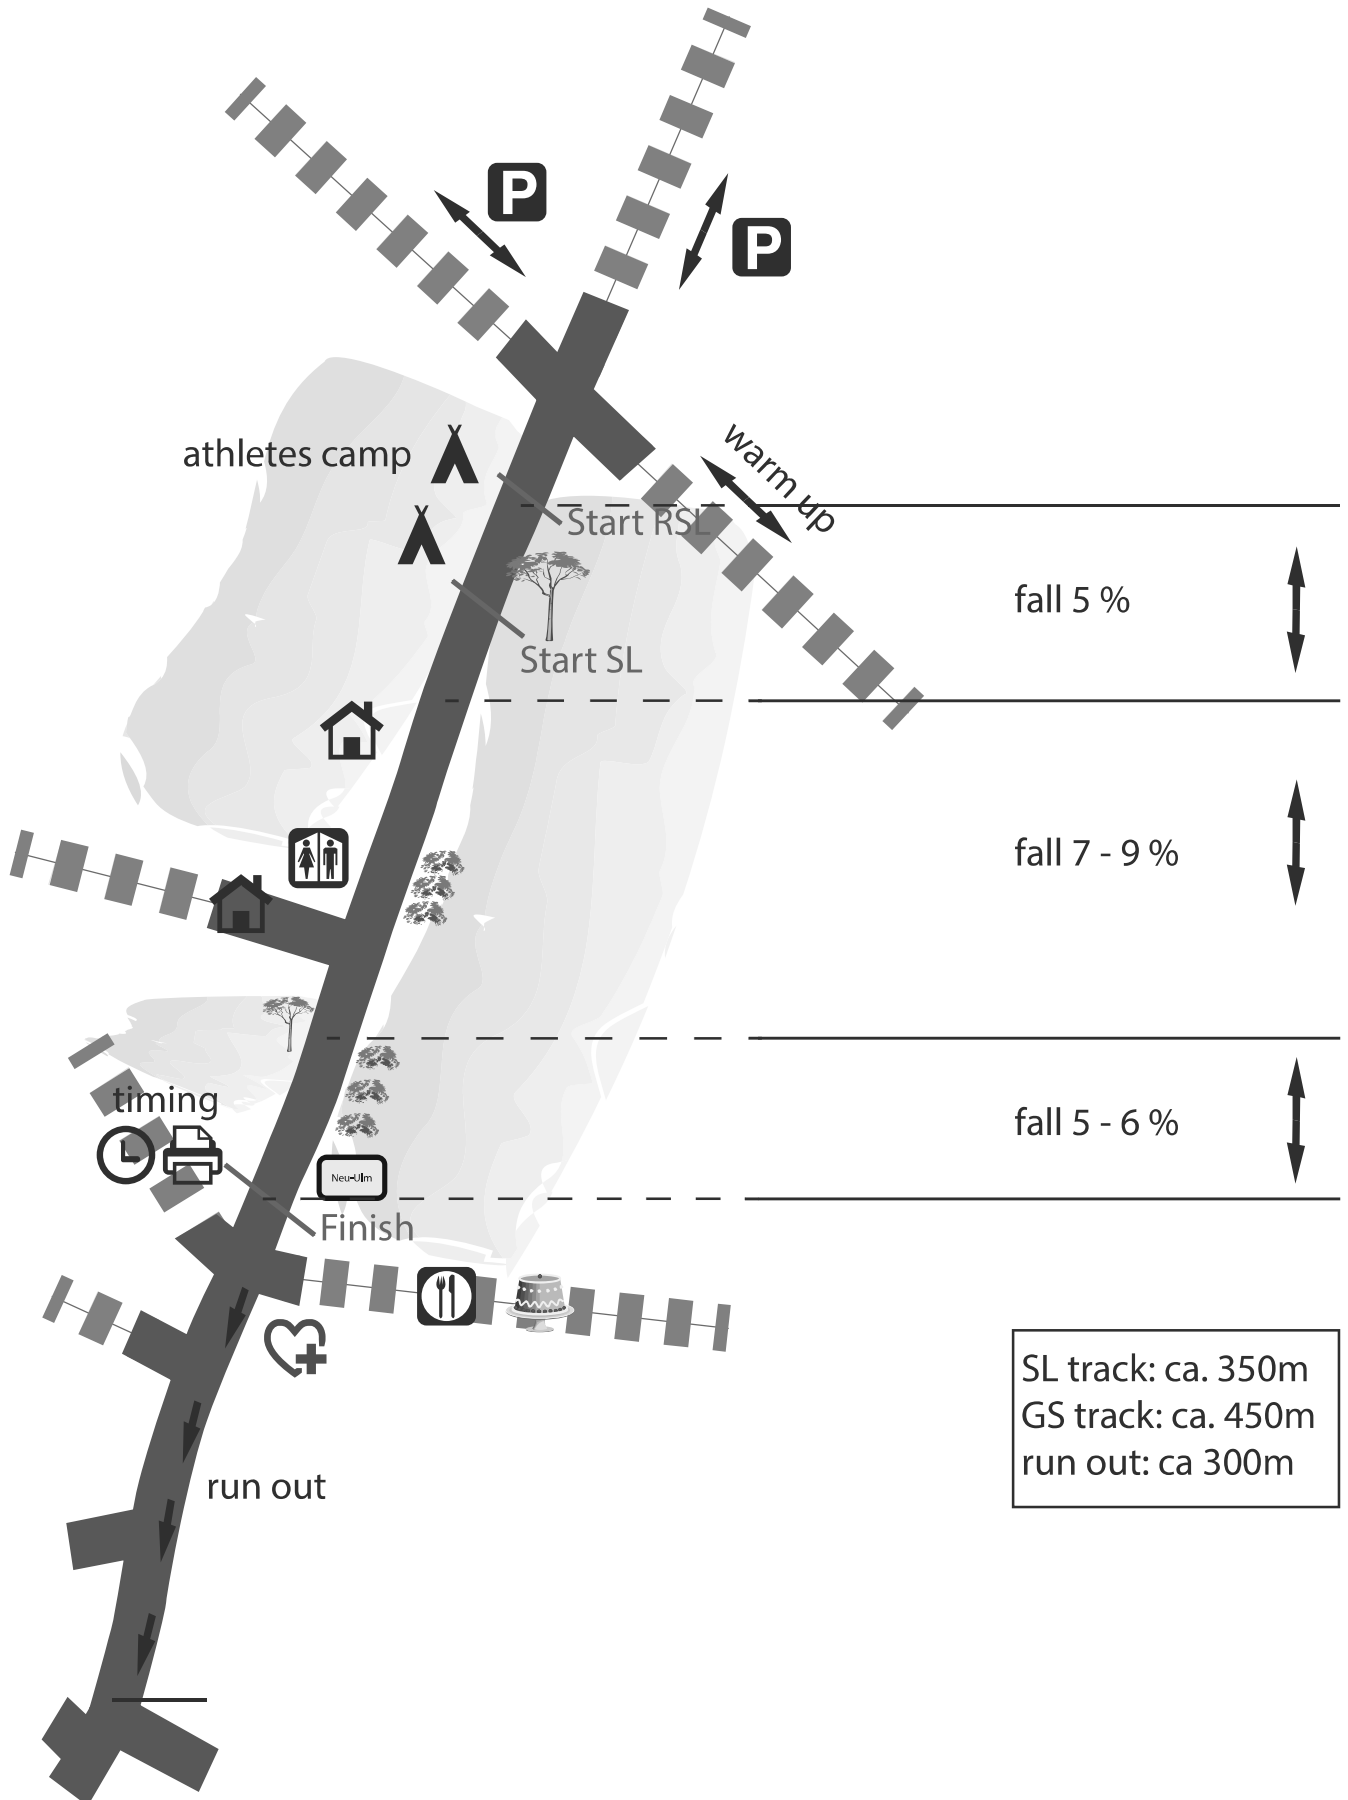 P
P
warm up
athletes camp
Start RSL
fall 5 %
Start SL
fall 7 - 9 %
timing
fall 5 - 6 %
Neu-Ulm
Finish
SL track: ca. 350m
GS track: ca. 450m
run out: ca 300m
run out